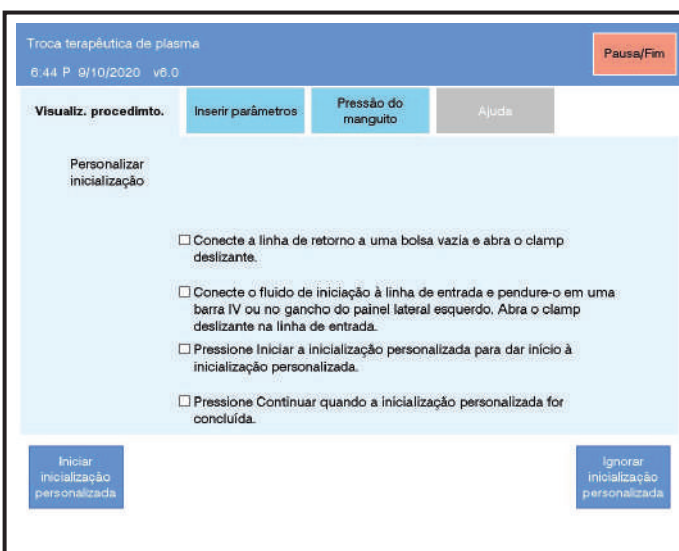 Troca terapêutica de plasma
6:44 P 9/10/2020 v6.0
Pausa/Fim
Visualiz. procedimto.
Inserir parâmetros
Pressão do
manguito
Ajuda
Personalizar
inicialização
Conecte a linha de retorno a uma bolsa vazia e abra o clamp
deslizante.
Conecte o fluido de iniciação à linha de entrada e pendure-o em uma
barra IV ou no gancho do painel lateral esquerdo. Abra o clamp
deslizante na linha de entrada.
Pressione Iniciar a inicialização personalizada para dar início à
inicialização personalizada.
Pressione Continuar quando a inicialização personalizada for
concluída.
Iniciar
inicialização
personalizada
Ignorar
inicialização
personalizada